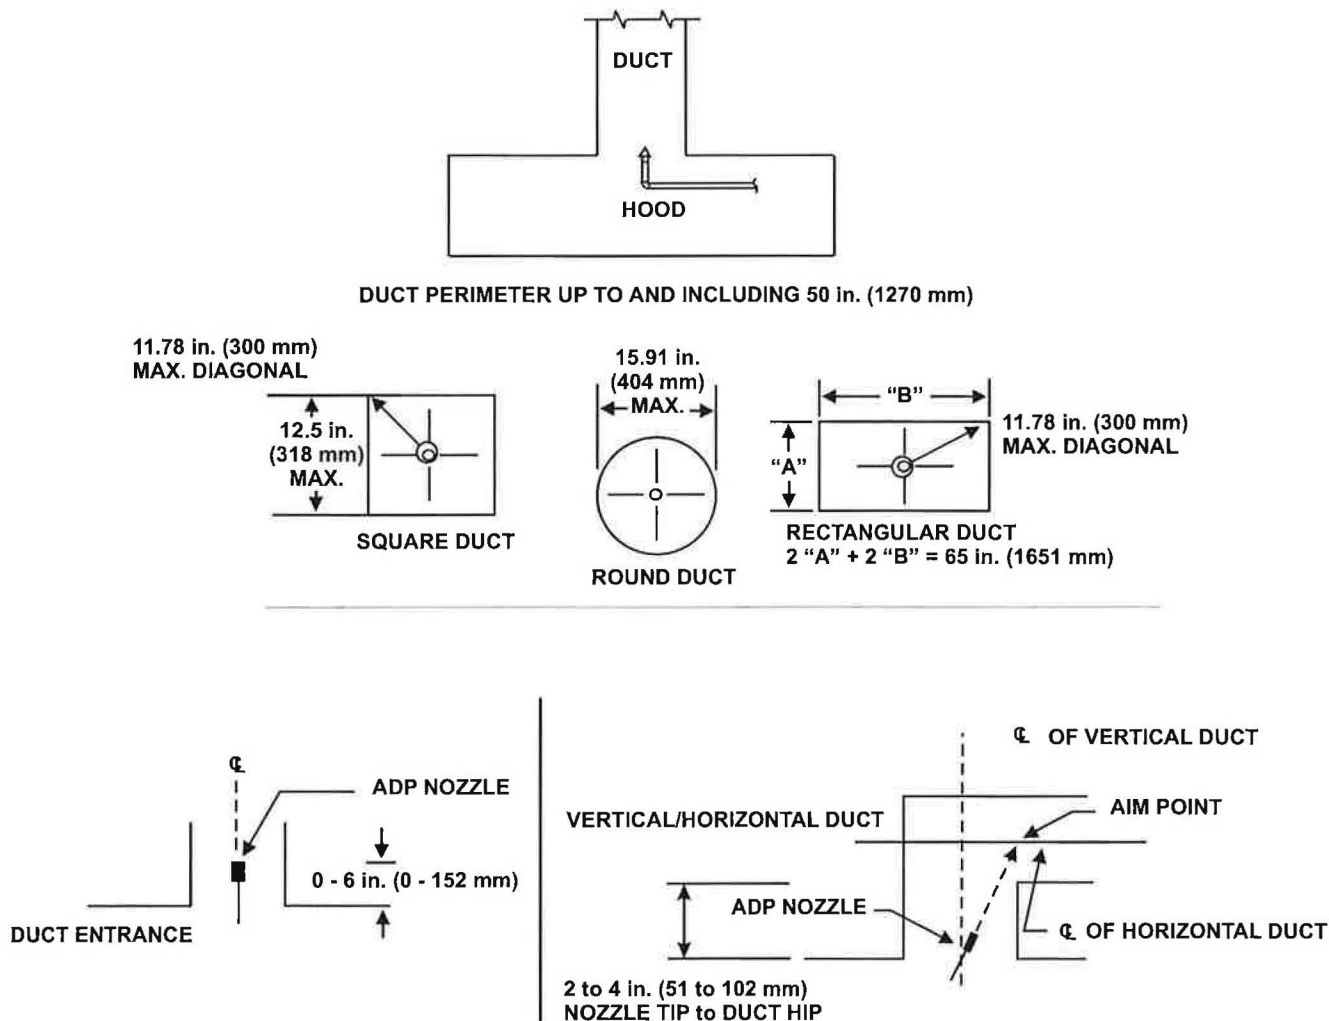 DUCT
HOOD
DUCT PERIMETER UP TO AND INCLUDING 50 in. (1270 mm)
11.78 in. (300 mm)
MAX. DIAGONAL
12.5 in.
(318 mm)
MAX.
SQUARE DUCT
15.91 in.
(404 mm)
MAX.
ROUND DUCT
"B"
"A"
11.78 in. (300 mm)
MAX. DIAGONAL
RECTANGULAR DUCT
2 "A" + 2 "B" = 65 in. (1651 mm)
℄
ADP NOZZLE
0 - 6 in. (0 - 152 mm)
DUCT ENTRANCE
℄ OF VERTICAL DUCT
VERTICAL/HORIZONTAL DUCT
AIM POINT
ADP NOZZLE
℄ OF HORIZONTAL DUCT
2 to 4 in. (51 to 102 mm)
NOZZLE TIP to DUCT HIP